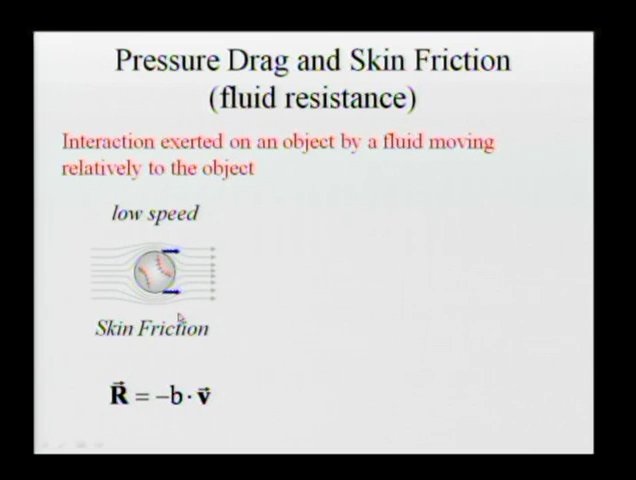 Pressure Drag and Skin Friction
(fluid resistance)
Interaction exerted on an object by a fluid moving
relatively to the object
low speed
Skin Friction
R⃗ = −b · v⃗